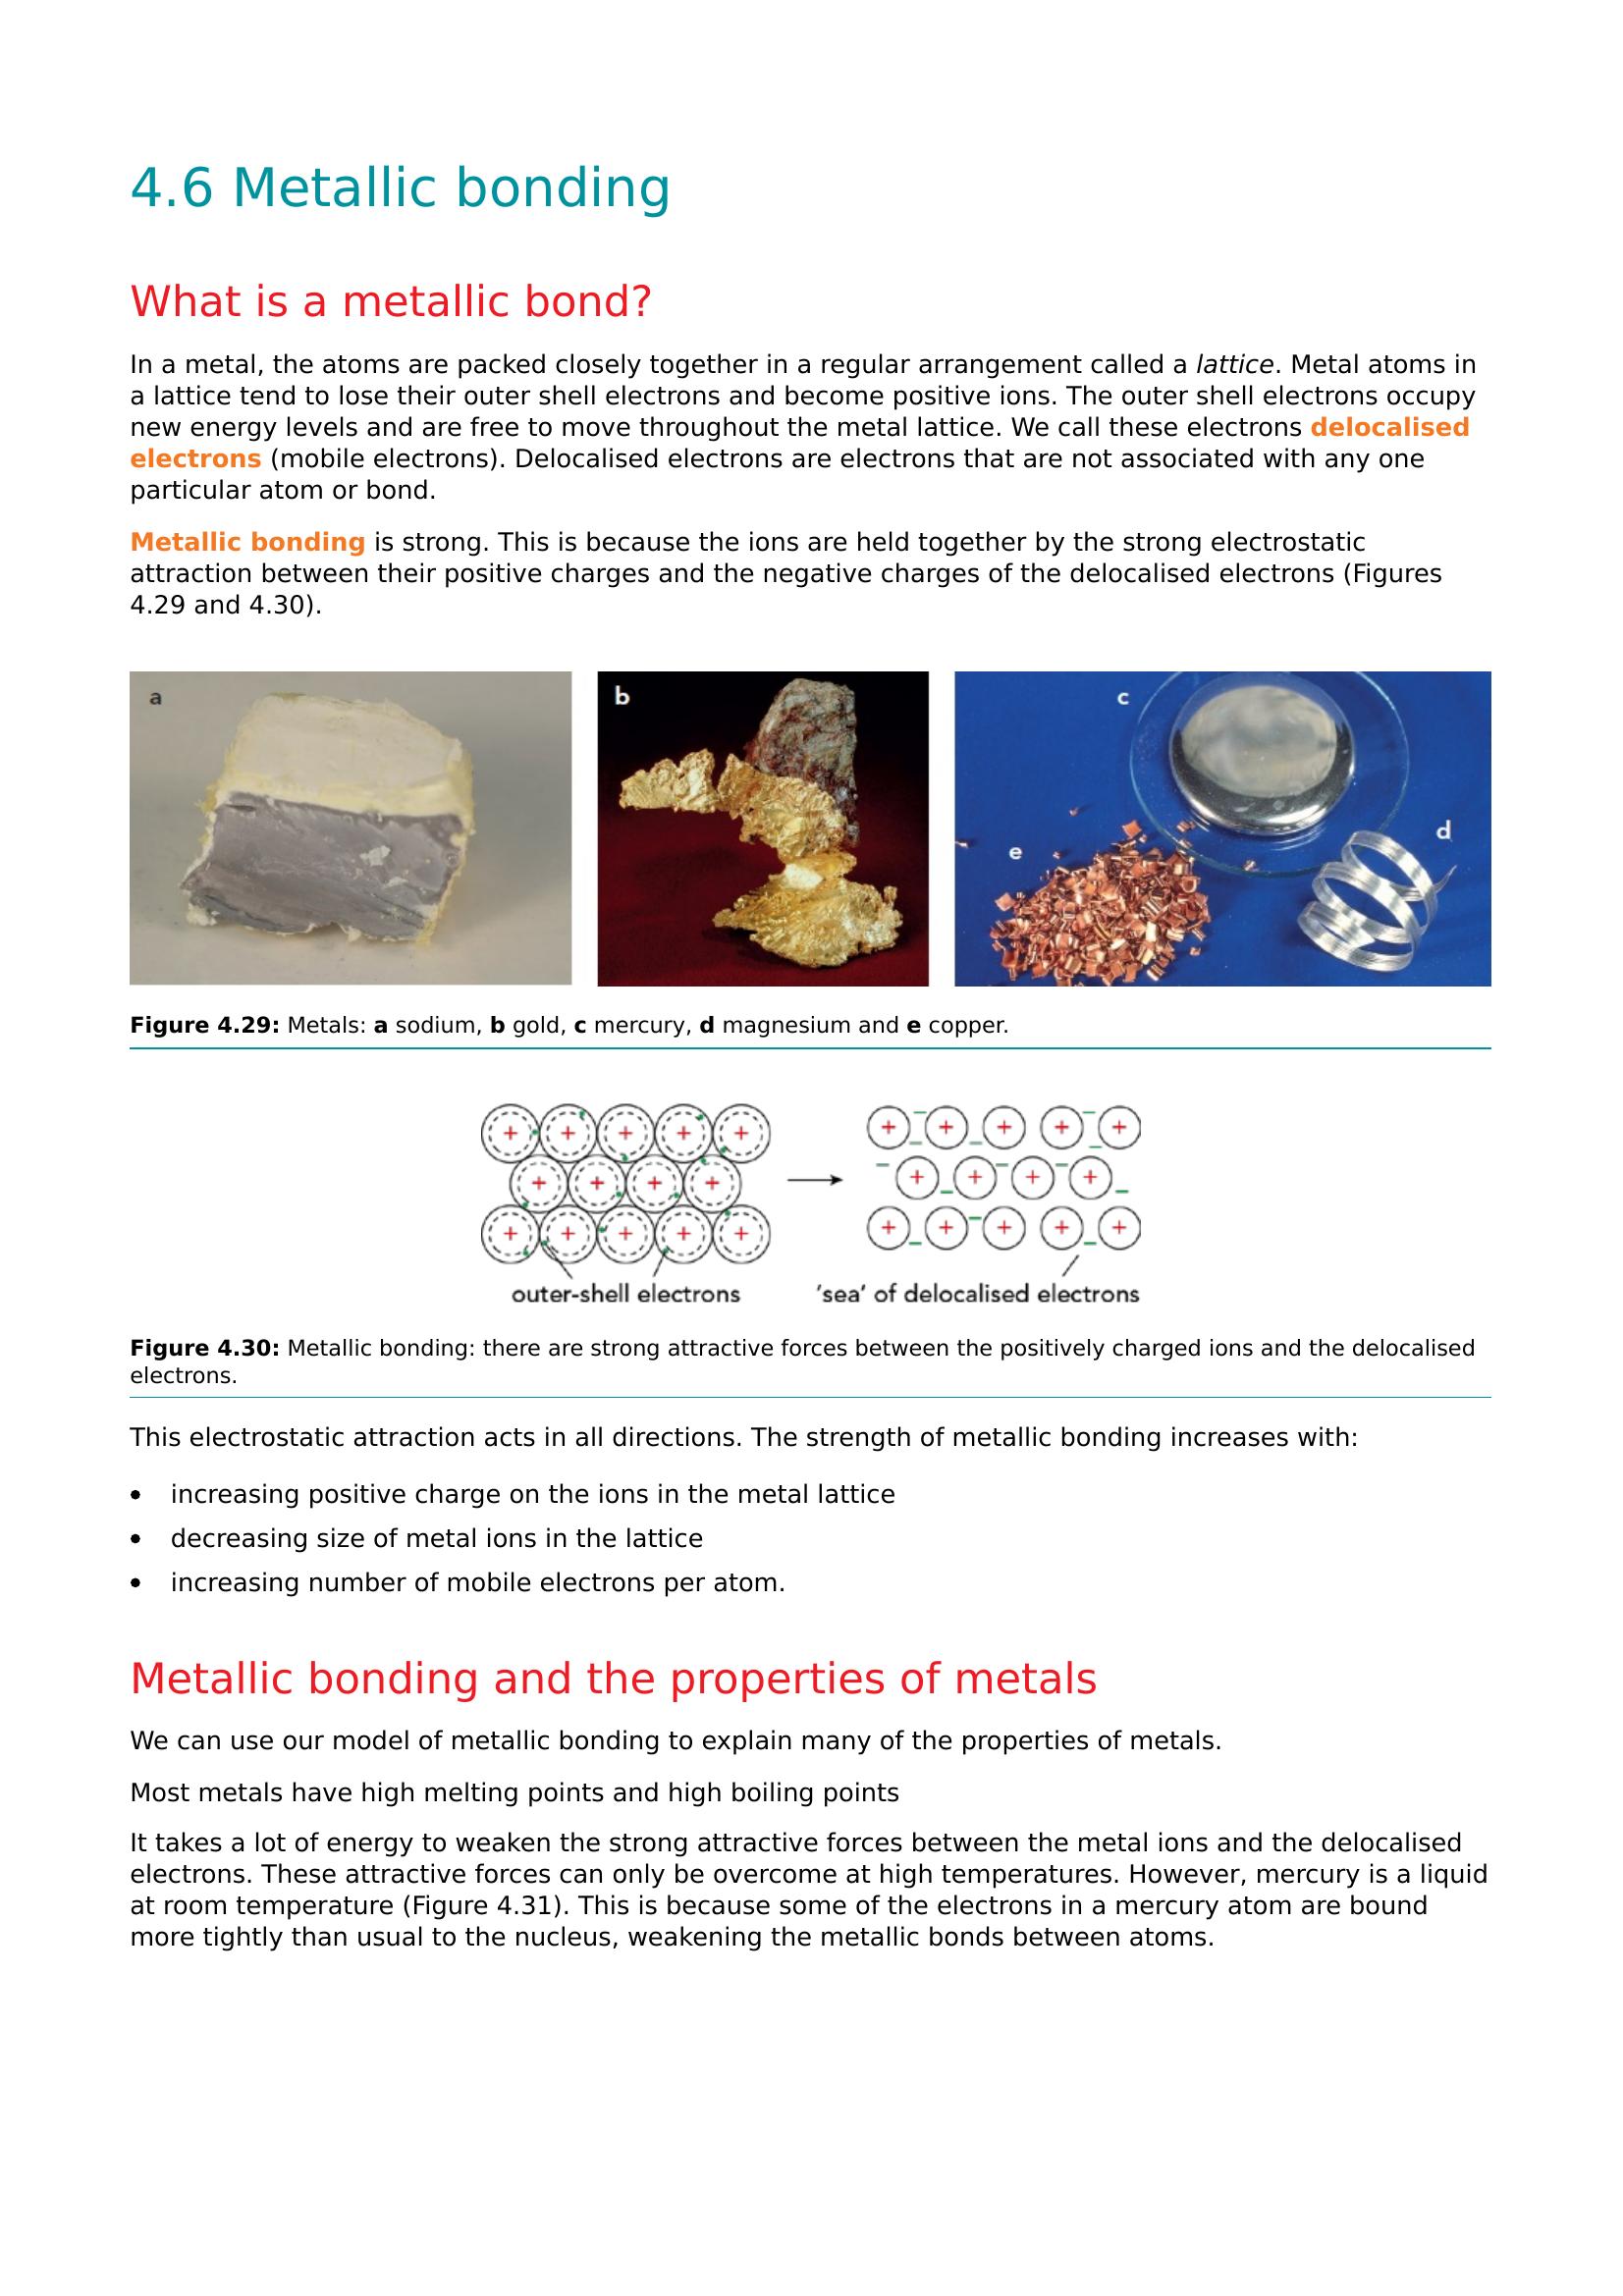 4.6 Metallic bonding
What is a metallic bond?
In a metal, the atoms are packed closely together in a regular arrangement called a lattice. Metal atoms in
a lattice tend to lose their outer shell electrons and become positive ions. The outer shell electrons occupy
new energy levels and are free to move throughout the metal lattice. We call these electrons delocalised
electrons (mobile electrons). Delocalised electrons are electrons that are not associated with any one
particular atom or bond.
Metallic bonding is strong. This is because the ions are held together by the strong electrostatic
attraction between their positive charges and the negative charges of the delocalised electrons (Figures
4.29 and 4.30).
a
b
c
d
e
Figure 4.29: Metals: a sodium, b gold, c mercury, d magnesium and e copper.
+ + + + +
+ + + +
+ + + + +
outer-shell electrons
+ − + − + + − +
− + − + − + − + −
+ − + − + + − +
'sea' of delocalised electrons
Figure 4.30: Metallic bonding: there are strong attractive forces between the positively charged ions and the delocalised
electrons.
This electrostatic attraction acts in all directions. The strength of metallic bonding increases with:
• increasing positive charge on the ions in the metal lattice
• decreasing size of metal ions in the lattice
• increasing number of mobile electrons per atom.
Metallic bonding and the properties of metals
We can use our model of metallic bonding to explain many of the properties of metals.
Most metals have high melting points and high boiling points
It takes a lot of energy to weaken the strong attractive forces between the metal ions and the delocalised
electrons. These attractive forces can only be overcome at high temperatures. However, mercury is a liquid
at room temperature (Figure 4.31). This is because some of the electrons in a mercury atom are bound
more tightly than usual to the nucleus, weakening the metallic bonds between atoms.